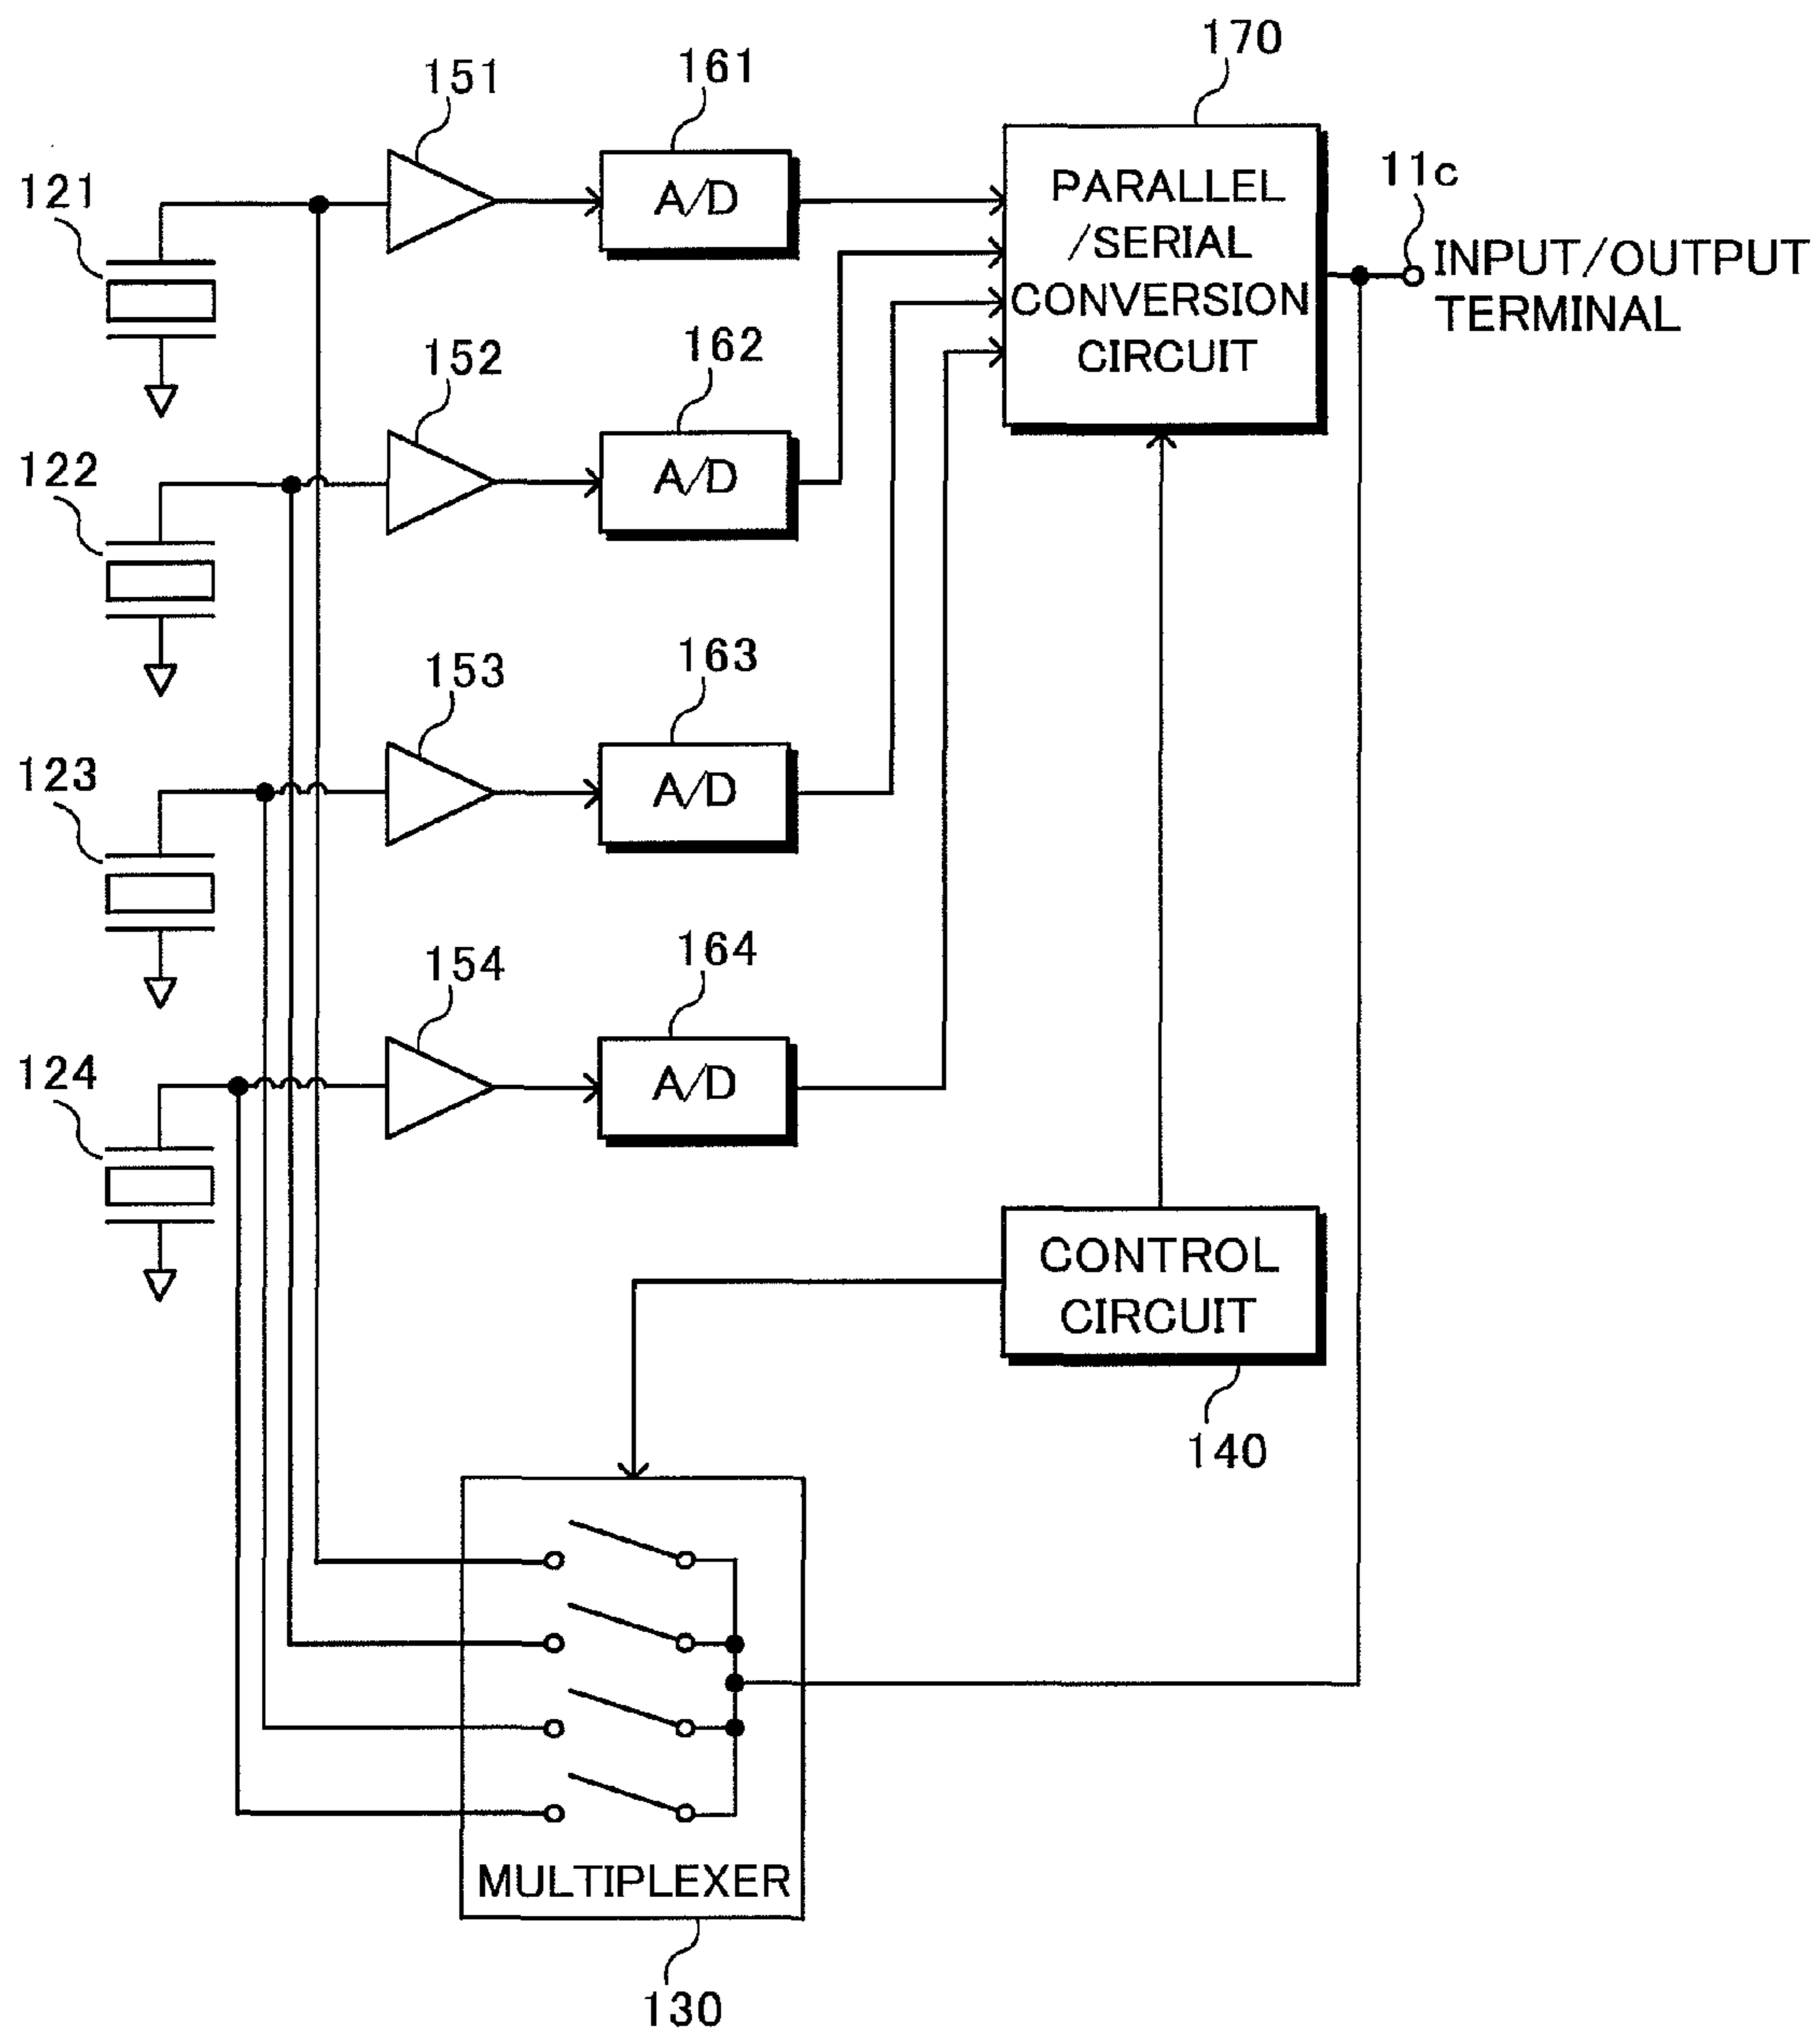 170
151
161
11c
121
A/D
PARALLEL
/SERIAL
CONVERSION
CIRCUIT
INPUT/OUTPUT
TERMINAL
152
162
122
A/D
153
163
123
A/D
154
164
124
A/D
CONTROL
CIRCUIT
140
MULTIPLEXER
130